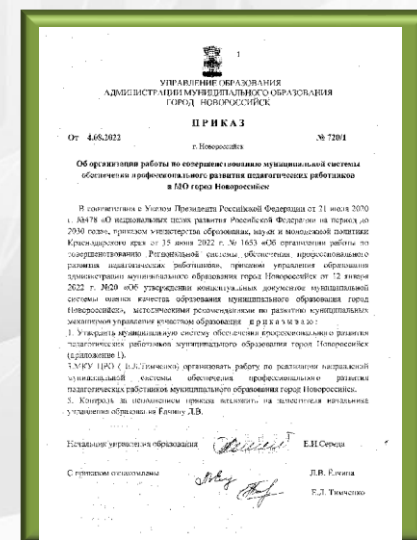 1
УПРАВЛЕНИЕ ОБРАЗОВАНИЯ
АДМИНИСТРАЦИИ МУНИЦИПАЛЬНОГО ОБРАЗОВАНИЯ
ГОРОД НОВОРОССИЙСК
ПРИКАЗ
От 4.08.2022 № 720/1
г. Новороссийск
Об организации работы по совершенствованию муниципальной системы
обеспечения профессионального развития педагогических работников
в МО город Новороссийск
В соответствии с Указом Президента Российской Федерации от 21 июля 2020
г. №478 «О национальных целях развития Российской Федерации на период до
2030 года», приказом министерства образования, науки и молодежной политики
Краснодарского края от 15 июня 2022 г. № 1653 «Об организации работы по
совершенствованию Региональной системы обеспечения профессионального
развития педагогических работников», приказом управления образования
администрации муниципального образования город Новороссийск от 12 января
2022 г. №20 «Об утверждении концептуальных документов муниципальной
системы оценки качества образования муниципального образования город
Новороссийск», методическими рекомендациями по развитию муниципальных
механизмов управления качеством образования п р и к а з ы в а ю :
1. Утвердить муниципальную систему обеспечения профессионального развития
педагогических работников муниципального образования город Новороссийск
(приложение 1).
3.МКУ ЦРО ( Е.Л.Тимченко) организовать работу по реализации направлений
муниципальной системы обеспечения профессионального развития
педагогических работников муниципального образования город Новороссийск.
5. Контроль за исполнением приказа возложить на заместителя начальника
управления образования Д.В.
Начальник управления образования Е.И.Середа
С приказом ознакомлены
Е.Л. Тимченко